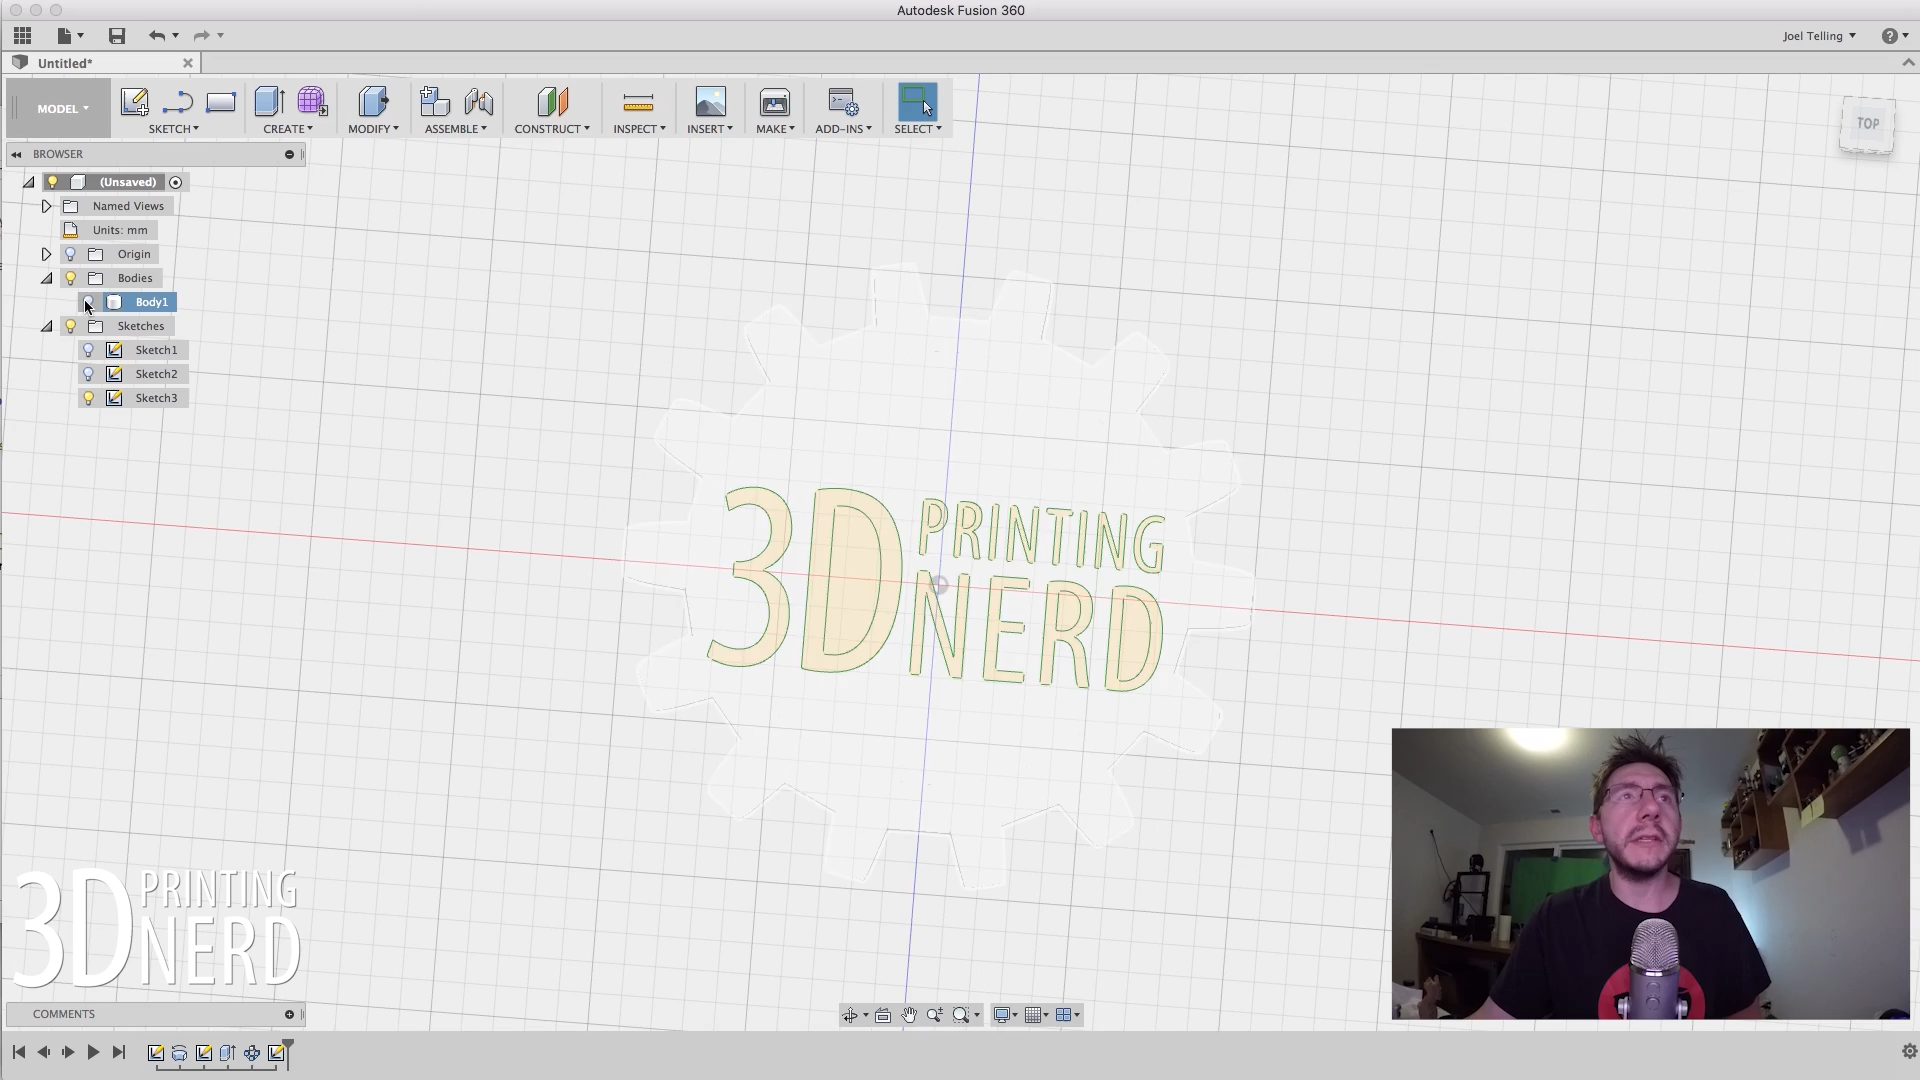 Autodesk Fusion 360
Joel Telling
Untitled*
MODEL
SKETCH
CREATE
MODIFY
ASSEMBLE
CONSTRUCT
INSPECT
INSERT
MAKE
ADD-INS
SELECT
TOP
BROWSER
(Unsaved)
Named Views
Units: mm
Origin
Bodies
Body1
Sketches
Sketch1
Sketch2
Sketch3
3D PRINTING
NERD
3D PRINTING
NERD
COMMENTS